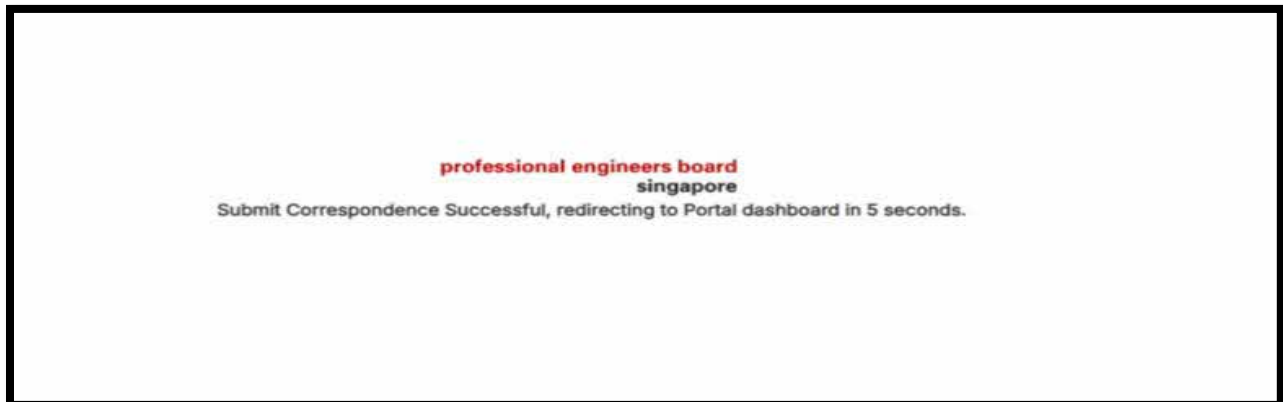 professional engineers board
singapore
Submit Correspondence Successful, redirecting to Portal dashboard in 5 seconds.